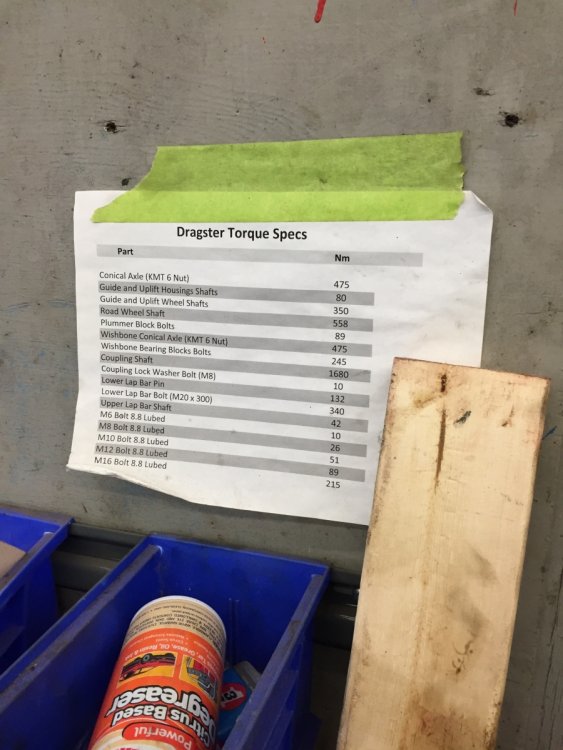 Dragster Torque Specs
Part Nm
Conical Axle (KMT 6 Nut) 475
Guide and Uplift Housings Shafts 80
Guide and Uplift Wheel Shafts 350
Road Wheel Shaft 558
Plummer Block Bolts 89
Wishbone Conical Axle (KMT 6 Nut) 475
Wishbone Bearing Blocks Bolts 245
Coupling Shaft 1680
Coupling Lock Washer Bolt (M8) 10
Lower Lap Bar Pin 132
Lower Lap Bar Bolt (M20 x 300) 340
Upper Lap Bar Shaft 42
M6 Bolt 8.8 Lubed 10
M8 Bolt 8.8 Lubed 26
M10 Bolt 8.8 Lubed 51
M12 Bolt 8.8 Lubed 89
M16 Bolt 8.8 Lubed 215
Powerful
Citrus Based
Degreaser